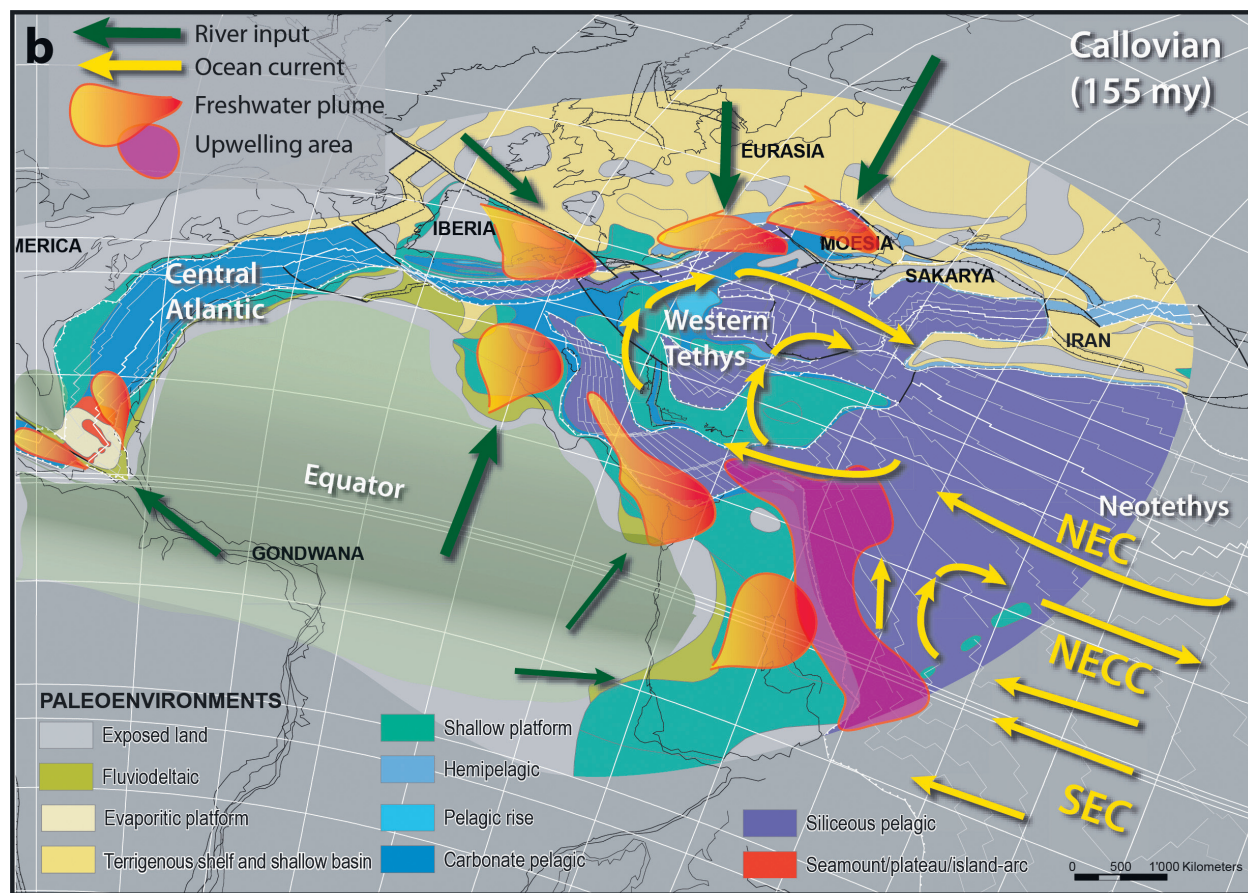 b
River input
Ocean current
Freshwater plume
Upwelling area
Callovian
(155 my)
EURASIA
IBERIA
MOESIA
MERICA
SAKARYA
Central
Atlantic
Western
Tethys
IRAN
Equator
Neotethys
NEC
GONDWANA
NECC
SEC
PALEOENVIRONMENTS
Exposed land
Fluviodeltaic
Evaporitic platform
Terrigenous shelf and shallow basin
Shallow platform
Hemipelagic
Pelagic rise
Carbonate pelagic
Siliceous pelagic
Seamount/plateau/island-arc
0 500 1'000 Kilometers